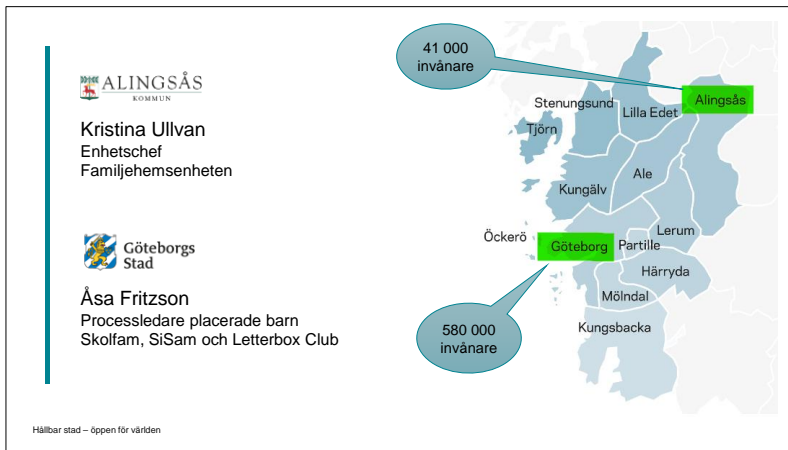 ALINGSÅS
KOMMUN
Kristina Ullvan
Enhetschef
Familjehemsenheten
Göteborgs
Stad
Åsa Fritzson
Processledare placerade barn
Skolfam, SiSam och Letterbox Club
41 000
invånare
Alingsås
Stenungsund
Lilla Edet
Tjörn
Ale
Kungälv
Öckerö
Göteborg
Partille
Lerum
Härryda
Mölndal
Kungsbacka
580 000
invånare
Hållbar stad – öppen för världen